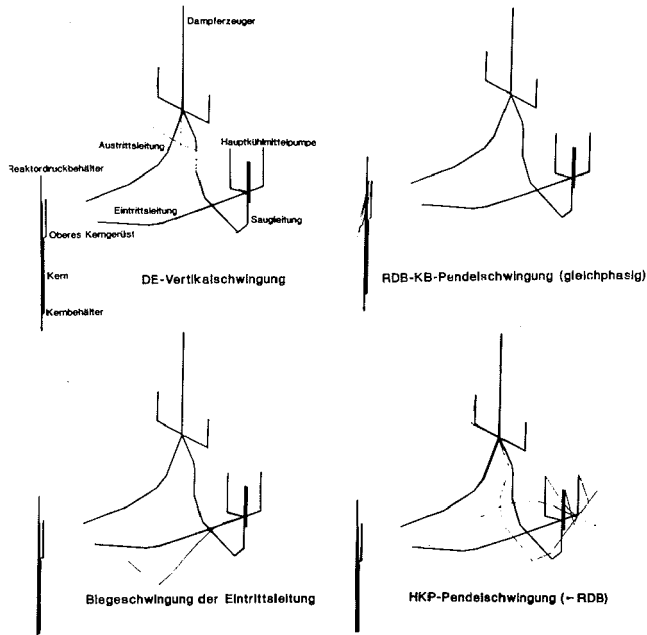 Dampferzeuger
Austrittsleitung
Hauptkühlmittelpumpe
Reaktordruckbehälter
Eintrittsleitung
Saugleitung
Oberes Kerngerüst
Kern
DE-Vertikalschwingung
RDB-KB-Pendelschwingung (gleichphasig)
Kernbehälter
Biegeschwingung der Eintrittsleitung
HKP-Pendelschwingung (–RDB)